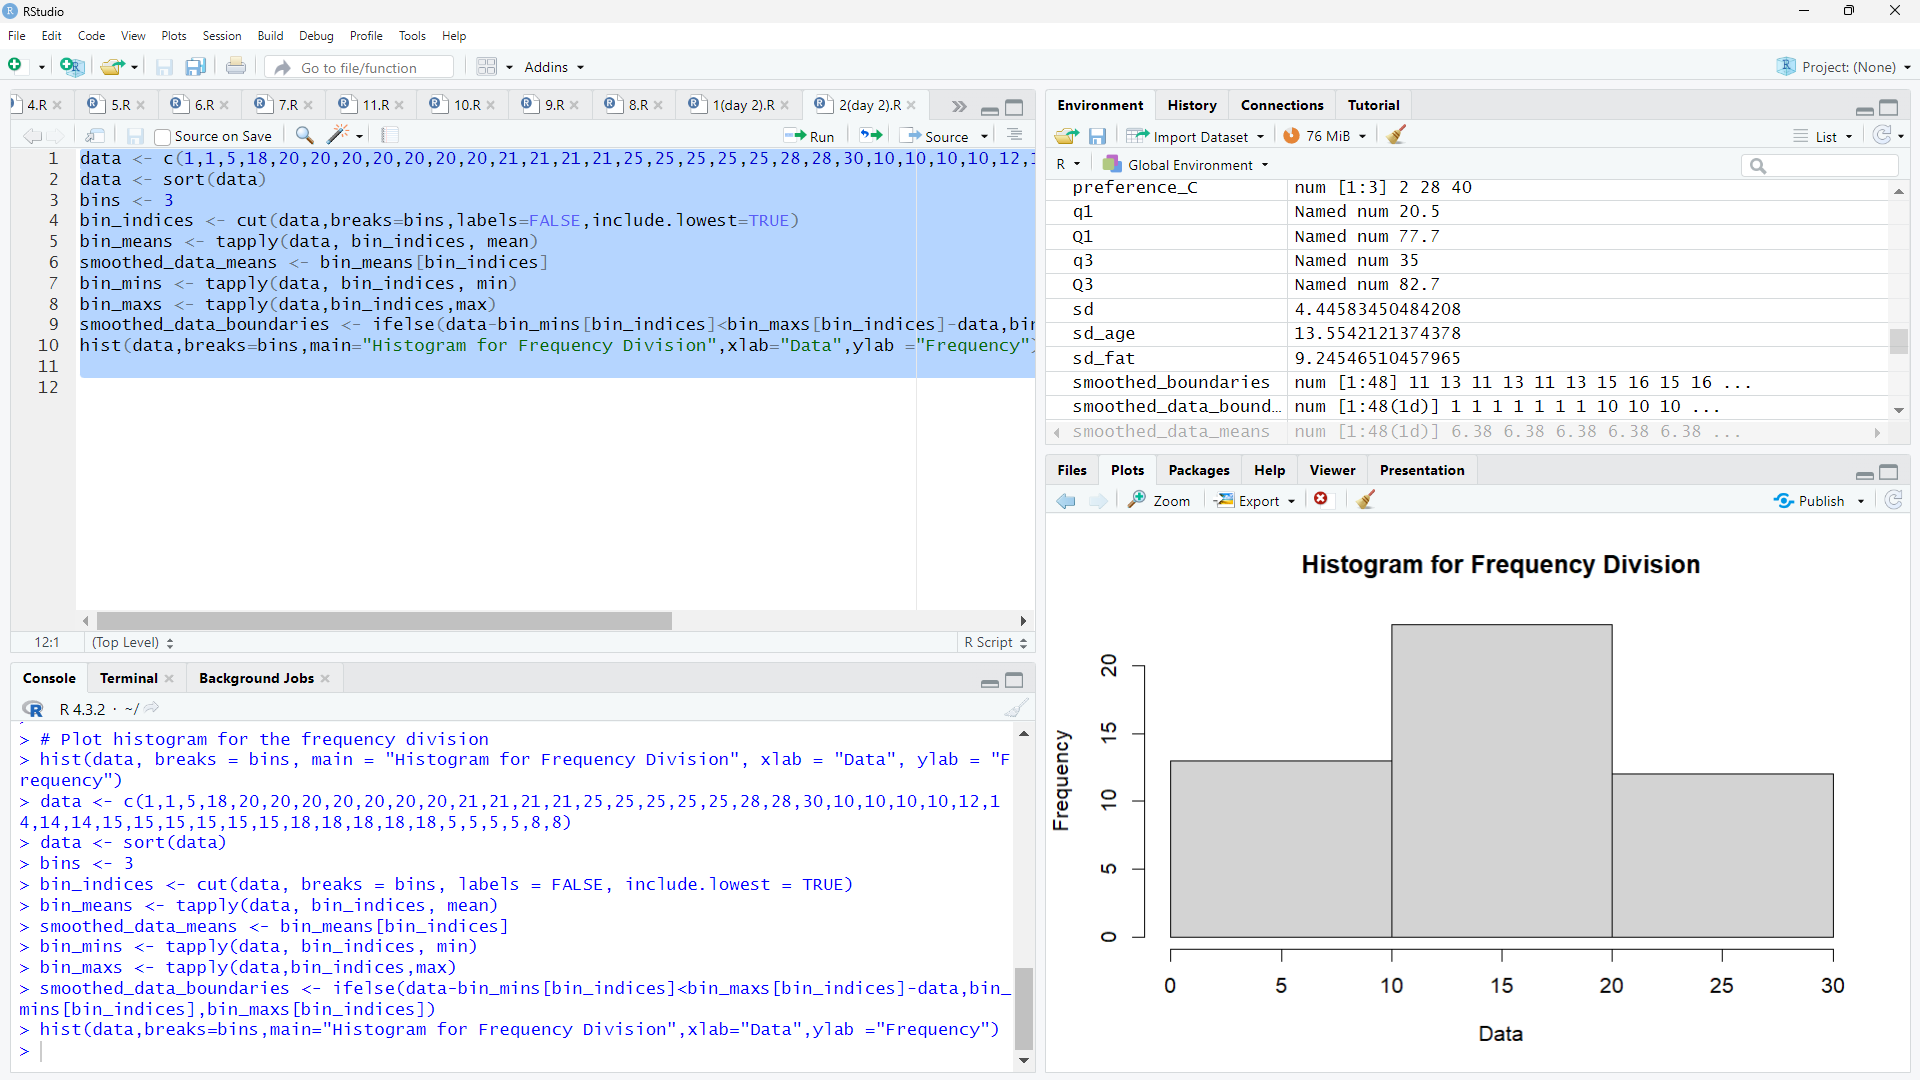 RStudio
File Edit Code View Plots Session Build Debug Profile Tools Help
Go to file/function Addins Project: (None)
4.R 5.R 6.R 7.R 11.R 10.R 9.R 8.R 1(day 2).R 2(day 2).R
Source on Save Run Source
1 data <- c(1,1,5,18,20,20,20,20,20,20,20,21,21,21,21,25,25,25,25,25,28,28,30,10,10,10,10,12,1
2 data <- sort(data)
3 bins <- 3
4 bin_indices <- cut(data,breaks=bins,labels=FALSE,include.lowest=TRUE)
5 bin_means <- tapply(data, bin_indices, mean)
6 smoothed_data_means <- bin_means[bin_indices]
7 bin_mins <- tapply(data, bin_indices, min)
8 bin_maxs <- tapply(data,bin_indices,max)
9 smoothed_data_boundaries <- ifelse(data-bin_mins[bin_indices]<bin_maxs[bin_indices]-data,bin
10 hist(data,breaks=bins,main="Histogram for Frequency Division",xlab="Data",ylab ="Frequency")
11
12
12:1 (Top Level) R Script
Console Terminal Background Jobs
R 4.3.2 · ~/
> # Plot histogram for the frequency division
> hist(data, breaks = bins, main = "Histogram for Frequency Division", xlab = "Data", ylab = "F
requency")
> data <- c(1,1,5,18,20,20,20,20,20,20,20,21,21,21,21,25,25,25,25,25,28,28,30,10,10,10,10,12,1
4,14,14,15,15,15,15,15,15,18,18,18,18,18,5,5,5,5,8,8)
> data <- sort(data)
> bins <- 3
> bin_indices <- cut(data, breaks = bins, labels = FALSE, include.lowest = TRUE)
> bin_means <- tapply(data, bin_indices, mean)
> smoothed_data_means <- bin_means[bin_indices]
> bin_mins <- tapply(data, bin_indices, min)
> bin_maxs <- tapply(data,bin_indices,max)
> smoothed_data_boundaries <- ifelse(data-bin_mins[bin_indices]<bin_maxs[bin_indices]-data,bin_
mins[bin_indices],bin_maxs[bin_indices])
> hist(data,breaks=bins,main="Histogram for Frequency Division",xlab="Data",ylab ="Frequency")
>
Environment History Connections Tutorial
Import Dataset 76 MiB List
R Global Environment
preference_C num [1:3] 2 28 40
q1 Named num 20.5
Q1 Named num 77.7
q3 Named num 35
Q3 Named num 82.7
sd 4.44583450484208
sd_age 13.5542121374378
sd_fat 9.24546510457965
smoothed_boundaries num [1:48] 11 13 11 13 11 13 15 16 15 16 ...
smoothed_data_bound… num [1:48(1d)] 1 1 1 1 1 1 1 10 10 10 ...
smoothed_data_means num [1:48(1d)] 6.38 6.38 6.38 6.38 6.38 ...
Files Plots Packages Help Viewer Presentation
Zoom Export Publish
Histogram for Frequency Division
Frequency
20
15
10
5
0
0 5 10 15 20 25 30
Data